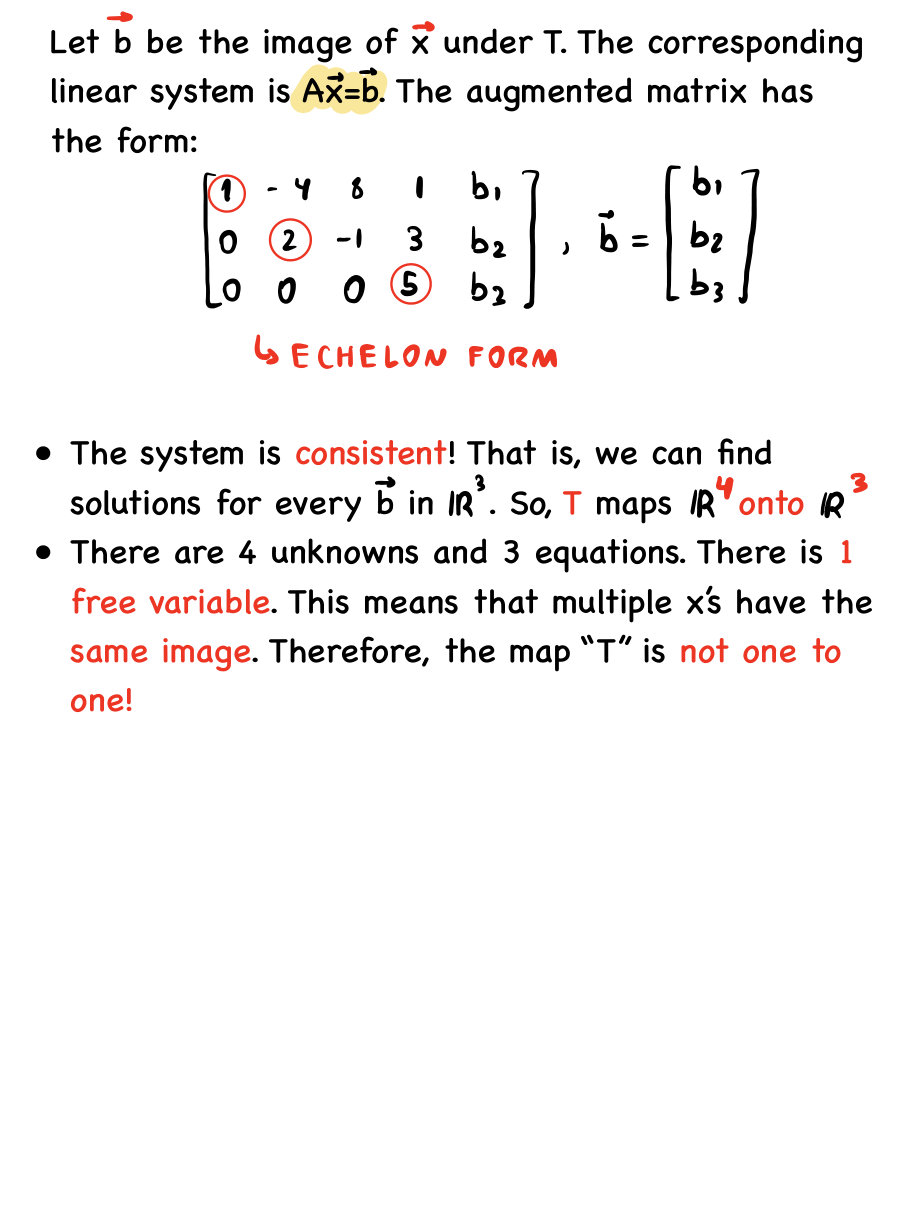 Let b⃗ be the image of x⃗ under T. The corresponding
linear system is Ax⃗=b⃗. The augmented matrix has
the form:
[ 1 -4 8 1 b₁ ] [ b₁ ]
[ 0 2 -1 3 b₂ ] , b⃗ = [ b₂ ]
[ 0 0 0 5 b₂ ] [ b₃ ]
↳ ECHELON FORM
• The system is consistent! That is, we can find
solutions for every b⃗ in ℝ³. So, T maps ℝ⁴ onto ℝ³
• There are 4 unknowns and 3 equations. There is 1
free variable. This means that multiple x's have the
same image. Therefore, the map “T” is not one to
one!